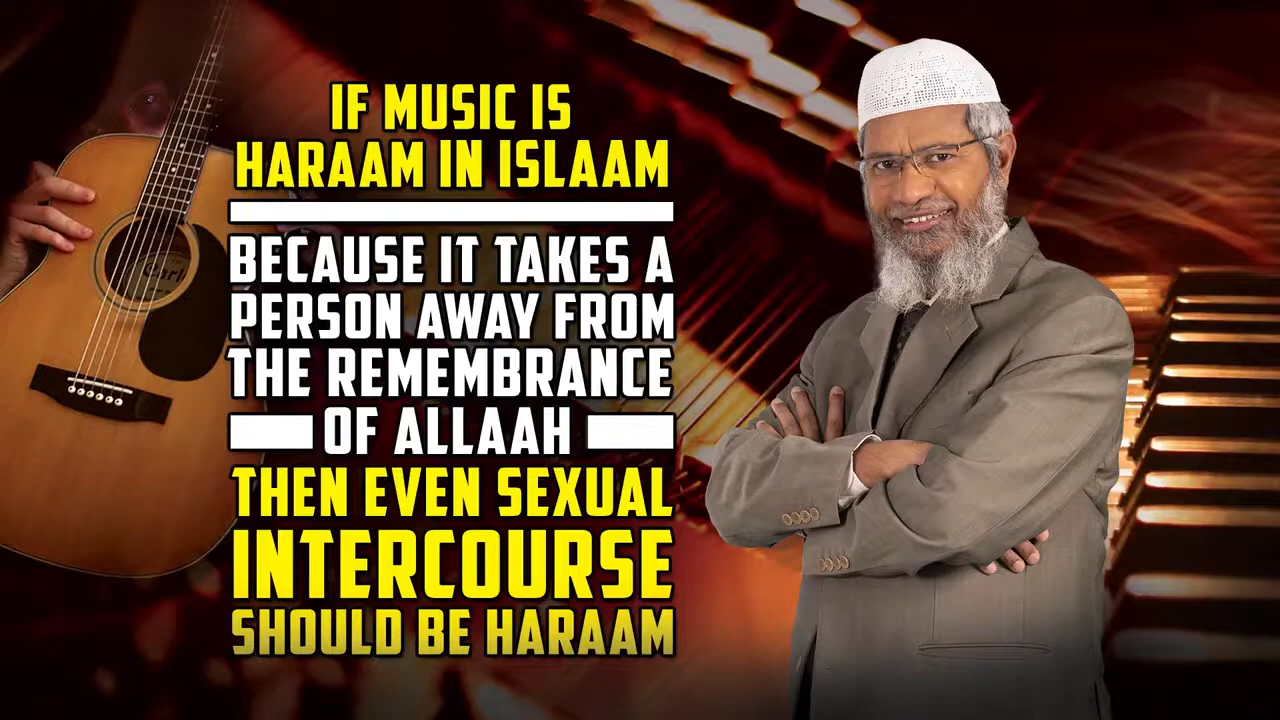 IF MUSIC IS
HARAAM IN ISLAAM
BECAUSE IT TAKES A
PERSON AWAY FROM
THE REMEMBRANCE
OF ALLAAH
THEN EVEN SEXUAL
INTERCOURSE
SHOULD BE HARAAM